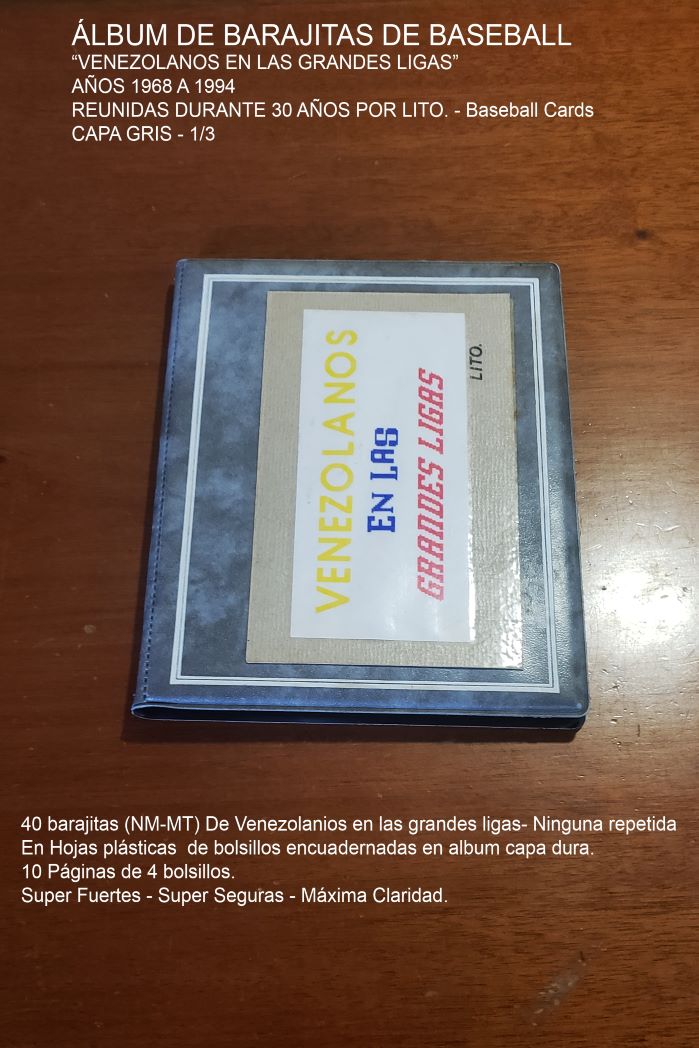 ÁLBUM DE BARAJITAS DE BASEBALL
“VENEZOLANOS EN LAS GRANDES LIGAS”
AÑOS 1968 A 1994
REUNIDAS DURANTE 30 AÑOS POR LITO. - Baseball Cards
CAPA GRIS - 1/3
VENEZOLANOS
EN LAS
GRANDES LIGAS
LITO.
40 barajitas (NM-MT) De Venezolanios en las grandes ligas- Ninguna repetida
En Hojas plásticas  de bolsillos encuadernadas en album capa dura.
10 Páginas de 4 bolsillos.
Super Fuertes - Super Seguras - Máxima Claridad.